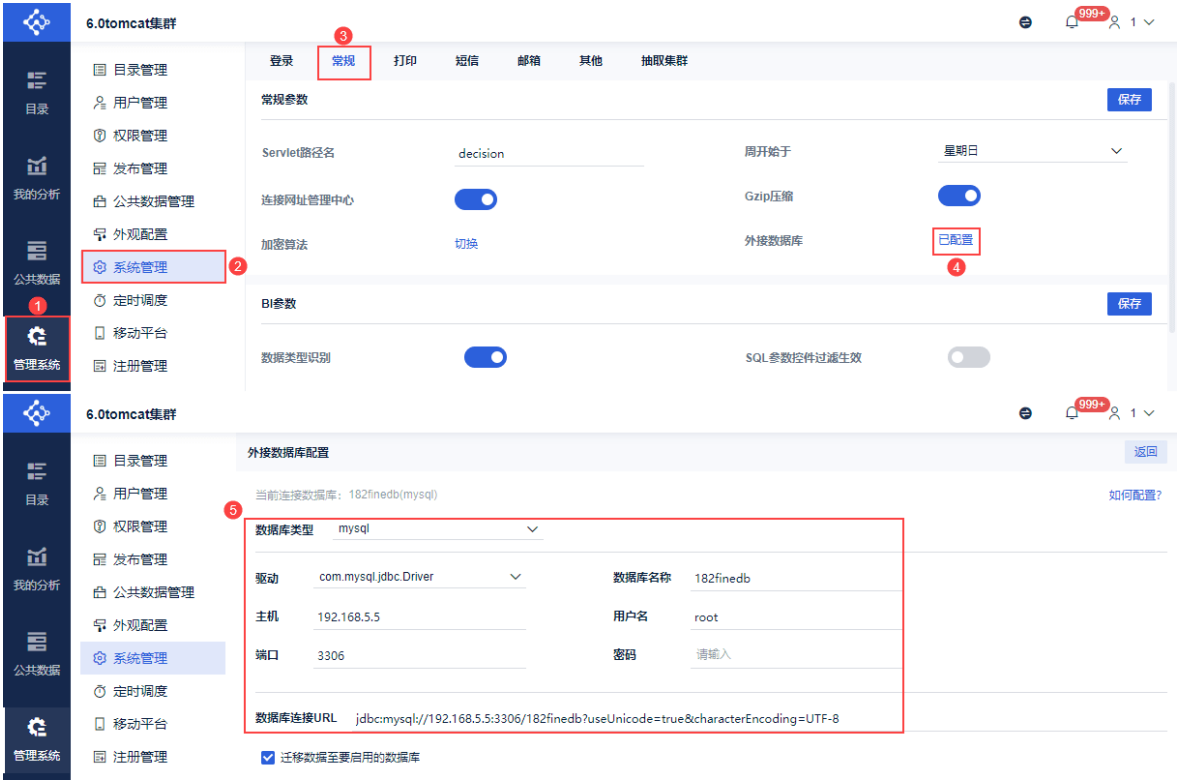 6.0tomcat集群
999+
1
目录
我的分析
公共数据
1
管理系统
目录管理
用户管理
权限管理
发布管理
公共数据管理
外观配置
系统管理
2
定时调度
移动平台
注册管理
3
登录 常规 打印 短信 邮箱 其他 抽取集群
常规参数 保存
Servlet路径名 decision 周开始于 星期日
连接网址管理中心 Gzip压缩
加密算法 切换 外接数据库 已配置
4
BI参数 保存
数据类型识别 SQL参数控件过滤生效
6.0tomcat集群
999+
1
目录
我的分析
公共数据
管理系统
目录管理
用户管理
权限管理
发布管理
公共数据管理
外观配置
系统管理
定时调度
移动平台
注册管理
外接数据库配置 返回
当前连接数据库：182finedb(mysql) 如何配置?
5
数据库类型 mysql
驱动 com.mysql.jdbc.Driver 数据库名称 182finedb
主机 192.168.5.5 用户名 root
端口 3306 密码 请输入
数据库连接URL jdbc:mysql://192.168.5.5:3306/182finedb?useUnicode=true&characterEncoding=UTF-8
迁移数据至要启用的数据库